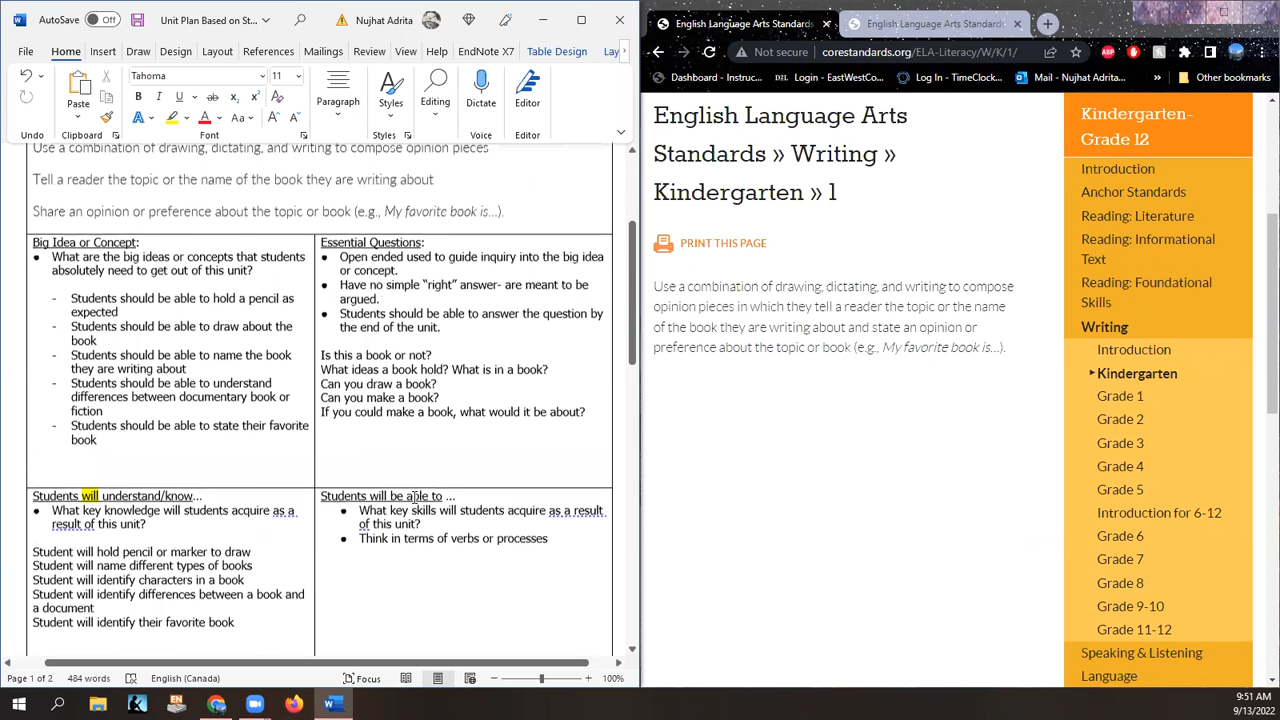 AutoSave Off
Unit Plan Based on St...
Nujhat Adrita
File Home Insert Draw Design Layout References Mailings Review View Help EndNote X7 Table Design Lay
Tahoma 11
Paste
Paragraph
Styles
Editing
Dictate
Editor
Undo Clipboard Font Styles Voice Editor
Use a combination of drawing, dictating, and writing to compose opinion pieces
Tell a reader the topic or the name of the book they are writing about
Share an opinion or preference about the topic or book (e.g., My favorite book is...).
Big Idea or Concept:
● What are the big ideas or concepts that students
absolutely need to get out of this unit?
- Students should be able to hold a pencil as
expected
- Students should be able to draw about the
book
- Students should be able to name the book
they are writing about
- Students should be able to understand
differences between documentary book or
fiction
- Students should be able to state their favorite
book
Essential Questions:
● Open ended used to guide inquiry into the big idea
or concept.
● Have no simple "right" answer- are meant to be
argued.
● Students should be able to answer the question by
the end of the unit.
Is this a book or not?
What ideas a book hold? What is in a book?
Can you draw a book?
Can you make a book?
If you could make a book, what would it be about?
Students will understand/know...
● What key knowledge will students acquire as a
result of this unit?
Student will hold pencil or marker to draw
Student will name different types of books
Student will identify characters in a book
Student will identify differences between a book and
a document
Student will identify their favorite book
Students will be able to ...
● What key skills will students acquire as a result
of this unit?
● Think in terms of verbs or processes
Page 1 of 2 484 words English (Canada) Focus 100%
English Language Arts Standards
English Language Arts Standards
Not secure corestandards.org/ELA-Literacy/W/K/1/
Dashboard - Instruc... Login - EastWestCo... Log In - TimeClock... Mail - Nujhat Adrita... » Other bookmarks
English Language Arts
Standards » Writing »
Kindergarten » 1
PRINT THIS PAGE
Use a combination of drawing, dictating, and writing to compose
opinion pieces in which they tell a reader the topic or the name
of the book they are writing about and state an opinion or
preference about the topic or book (e.g., My favorite book is...).
Kindergarten-
Grade 12
Introduction
Anchor Standards
Reading: Literature
Reading: Informational
Text
Reading: Foundational
Skills
Writing
Introduction
Kindergarten
Grade 1
Grade 2
Grade 3
Grade 4
Grade 5
Introduction for 6-12
Grade 6
Grade 7
Grade 8
Grade 9-10
Grade 11-12
Speaking & Listening
Language
9:51 AM
9/13/2022